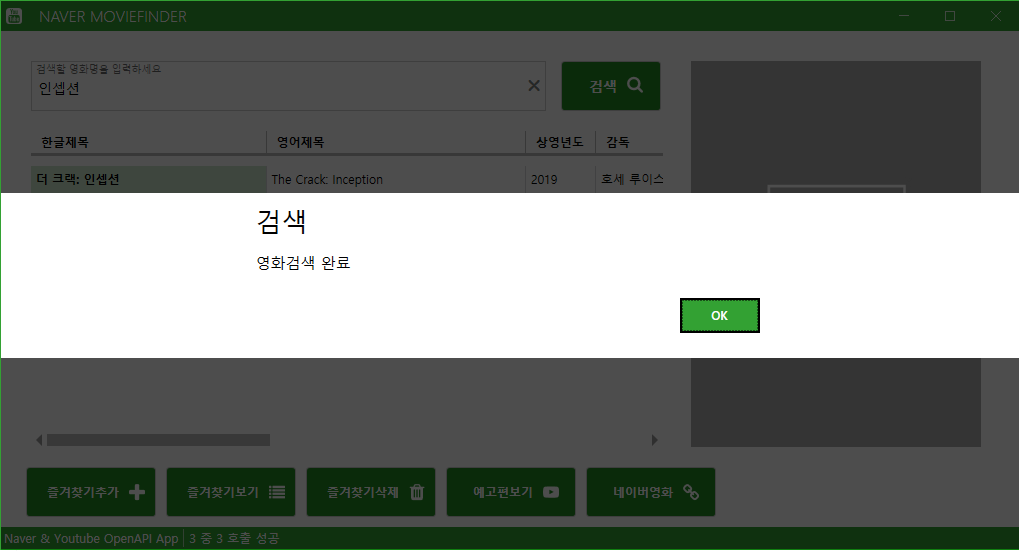 You Tube NAVER MOVIEFINDER
검색할 영화명을 입력하세요
인셉션
검색
한글제목 영어제목 상영년도 감독
더 크랙: 인셉션 The Crack: Inception 2019 호세 루이스
검색
영화검색 완료
OK
즐겨찾기추가 즐겨찾기보기 즐겨찾기삭제 예고편보기 네이버영화
Naver & Youtube OpenAPI App 3 중 3 호출 성공